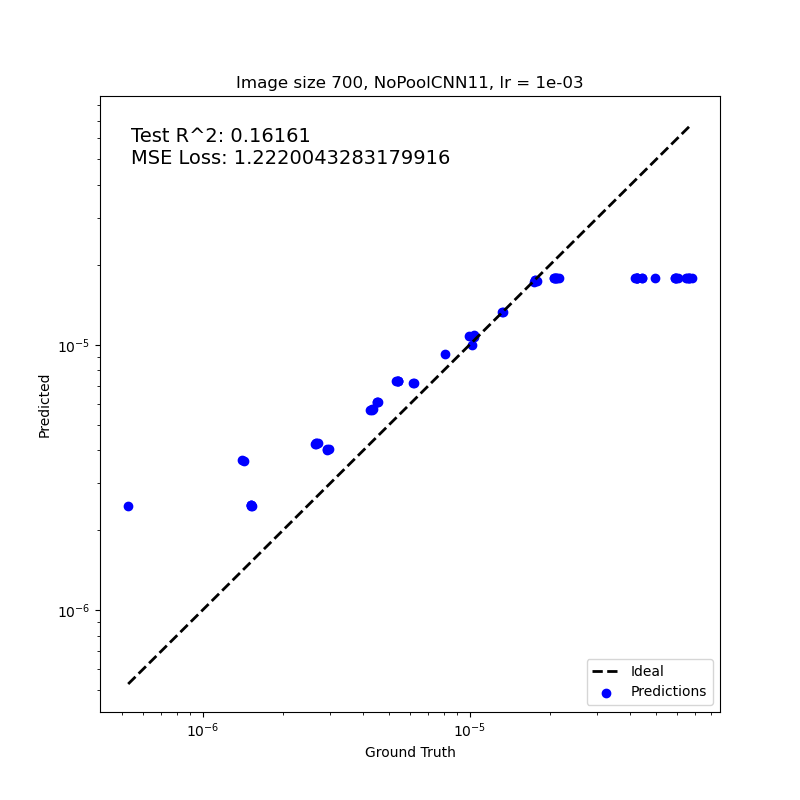 Image size 700, NoPoolCNN11, lr = 1e-03
Test R^2: 0.16161
MSE Loss: 1.2220043283179916
Predicted
10⁻⁵
10⁻⁶
Ideal
Predictions
10⁻⁶ 10⁻⁵
Ground Truth